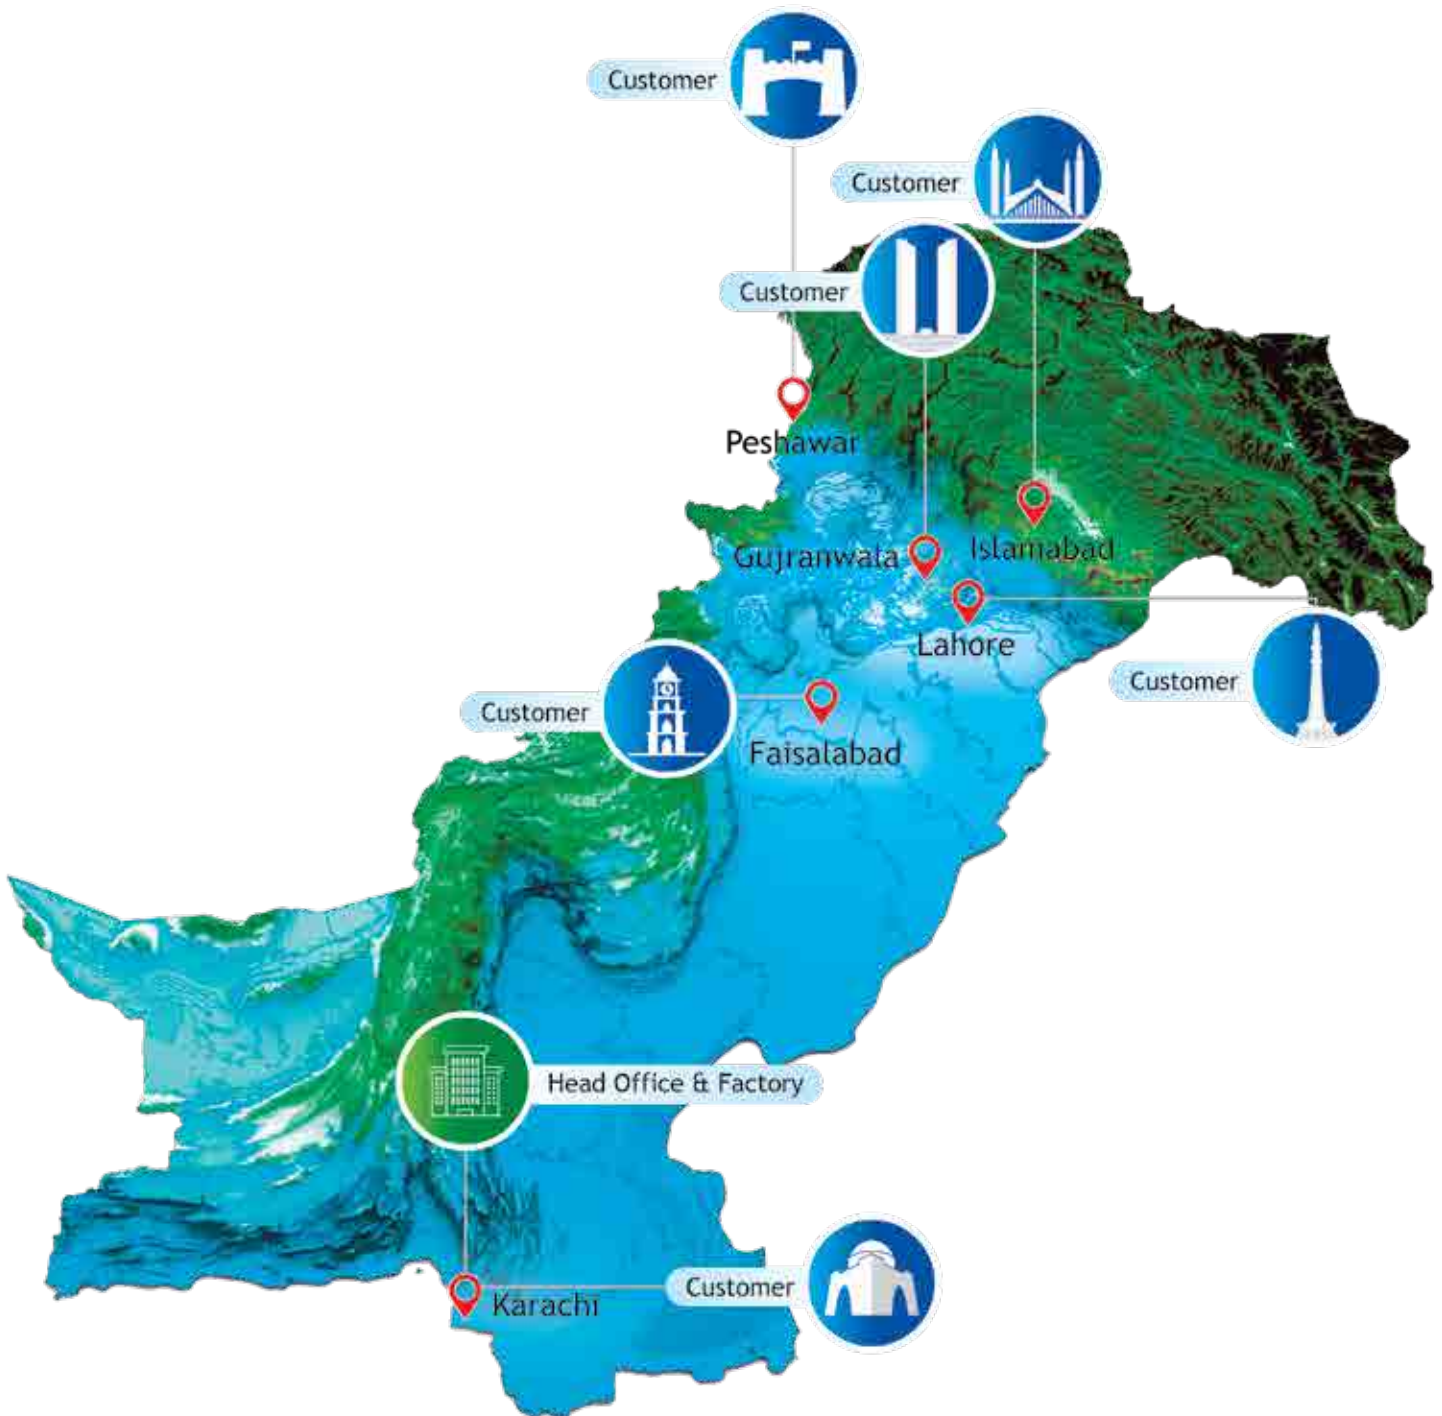 Customer
Customer
Customer
Peshawar
Gujranwala
Islamabad
Lahore
Customer
Customer
Faisalabad
Head Office & Factory
Customer
Karachi